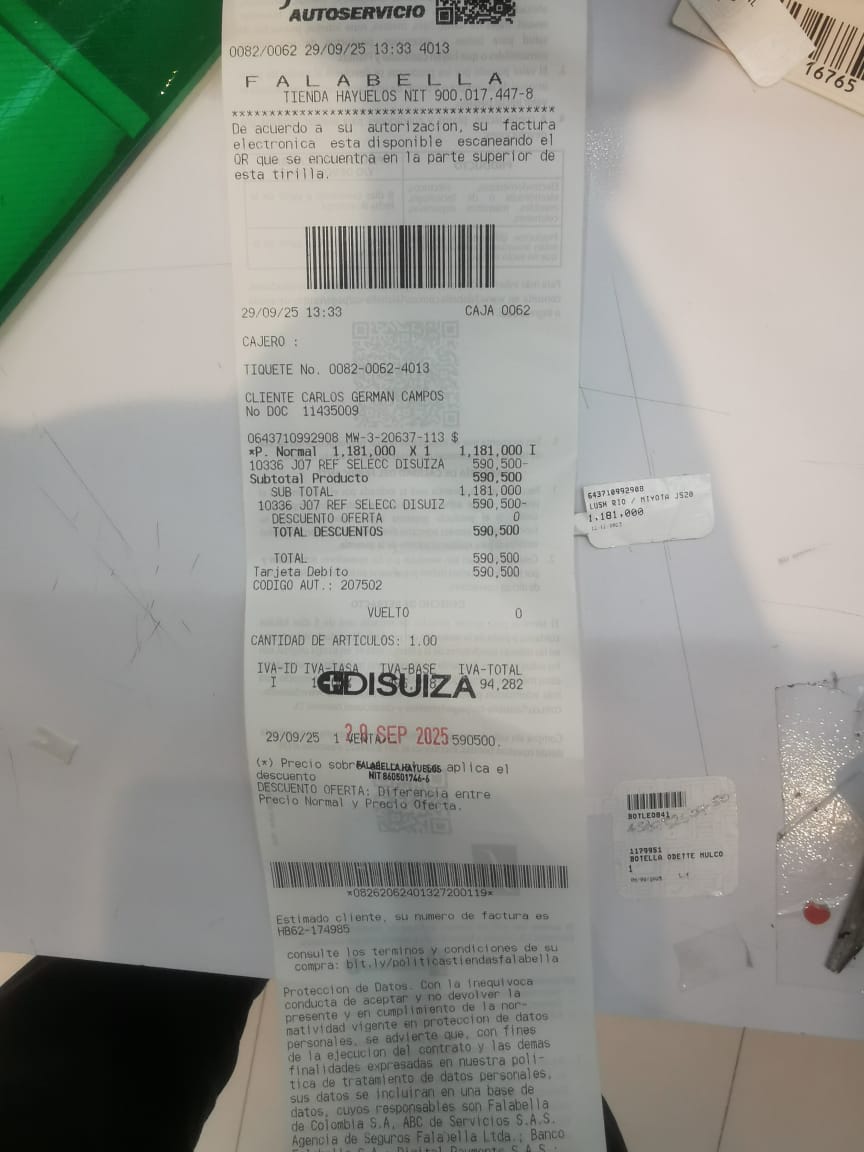 AUTOSERVICIO
0082/0062 29/09/25 13:33 4013
F A L A B E L L A
TIENDA HAYUELOS NIT 900.017.447-8
****************************************
De acuerdo a su autorizacion, su factura
electronica esta disponible escaneando el
QR que se encuentra en la parte superior de
esta tirilla.
29/09/25 13:33 CAJA 0062
CAJERO :
TIQUETE No. 0082-0062-4013
CLIENTE CARLOS GERMAN CAMPOS
No DOC 11435009
0643710992908 MW-3-20637-113 $
*P. Normal 1.181,000 X 1 1,181,000 I
10336 J07 REF SELECC DISUIZA 590,500-
Subtotal Producto 590,500
SUB TOTAL 1,181,000
10336 J07 REF SELECC DISUIZ 590,500-
DESCUENTO OFERTA 0
TOTAL DESCUENTOS 590,500
TOTAL 590,500
Tarjeta Debito 590,500
CODIGO AUT.: 207502
VUELTO 0
CANTIDAD DE ARTICULOS: 1.00
IVA-ID IVA-TASA IVA-BASE IVA-TOTAL
I 94,282
DISUIZA
29/09/25 1 VENTA 590500.
SEP 2025
(*) Precio sobre aplica el
FALABELLA HAYUELOS
descuento
NIT 860501746-6
DESCUENTO OFERTA: Diferencia entre
Precio Normal y Precio Oferta.
*08262062401327200119*
Estimado cliente, su numero de factura es
HB62-174985
consulte los terminos y condiciones de su
compra: bit.ly/politicastiendasfalabella
Proteccion de Datos. Con la inequivoca
conducta de aceptar y no devolver la
presente y en cumplimiento de la nor-
matividad vigente en proteccion de datos
personales, se advierte que, con fines
de la ejecucion del contrato y las demas
finalidades expresadas en nuestra poli-
tica de tratamiento de datos personales,
sus datos se incluiran en una base de
datos, cuyos responsables son Falabella
de Colombia S.A, ABC de Servicios S.A.S.
Agencia de Seguros Falabella Ltda.; Banco
16765
643710992908
LUSH RIO / MIYOTA JS20
1.181,000
BOTLE0841
1179951
BOTELLA ODETTE MULCO
1